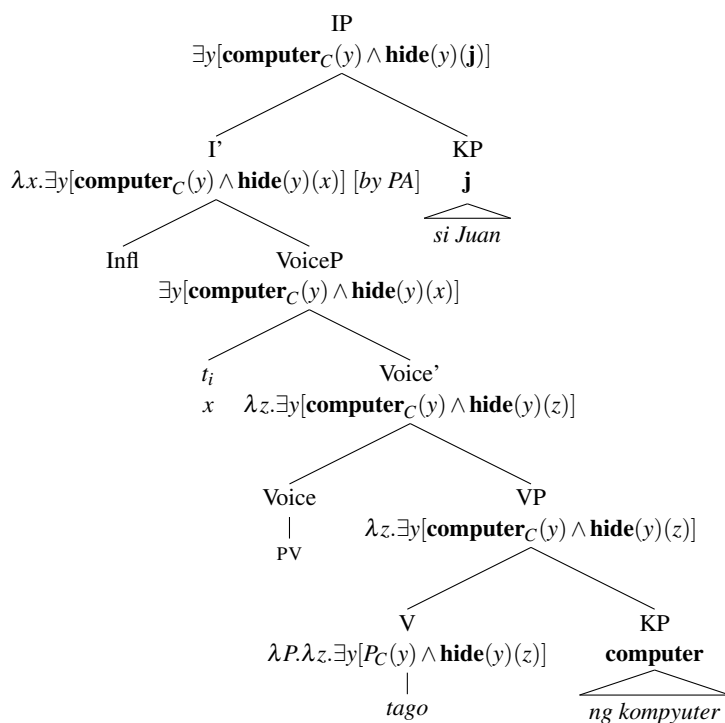 IP
∃y[computer_C(y) ∧ hide(y)(j)]
I' KP
λx.∃y[computer_C(y) ∧ hide(y)(x)] [by PA] j
si Juan
Infl VoiceP
∃y[computer_C(y) ∧ hide(y)(x)]
t_i Voice'
x λz.∃y[computer_C(y) ∧ hide(y)(z)]
Voice VP
PV λz.∃y[computer_C(y) ∧ hide(y)(z)]
V KP
λP.λz.∃y[P_C(y) ∧ hide(y)(z)] computer
tago ng kompyuter